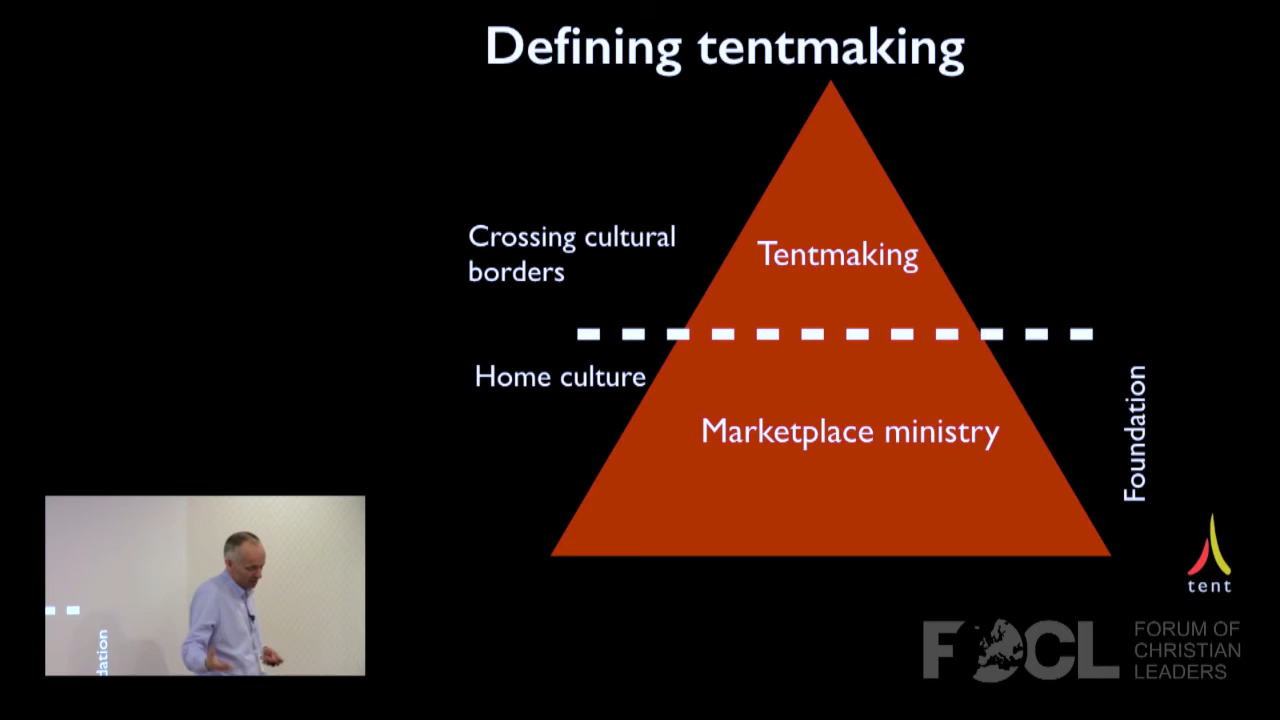 Defining tentmaking
Crossing cultural
borders
Tentmaking
Home culture
Marketplace ministry
Foundation
tent
dation
FOCL
FORUM OF
CHRISTIAN
LEADERS